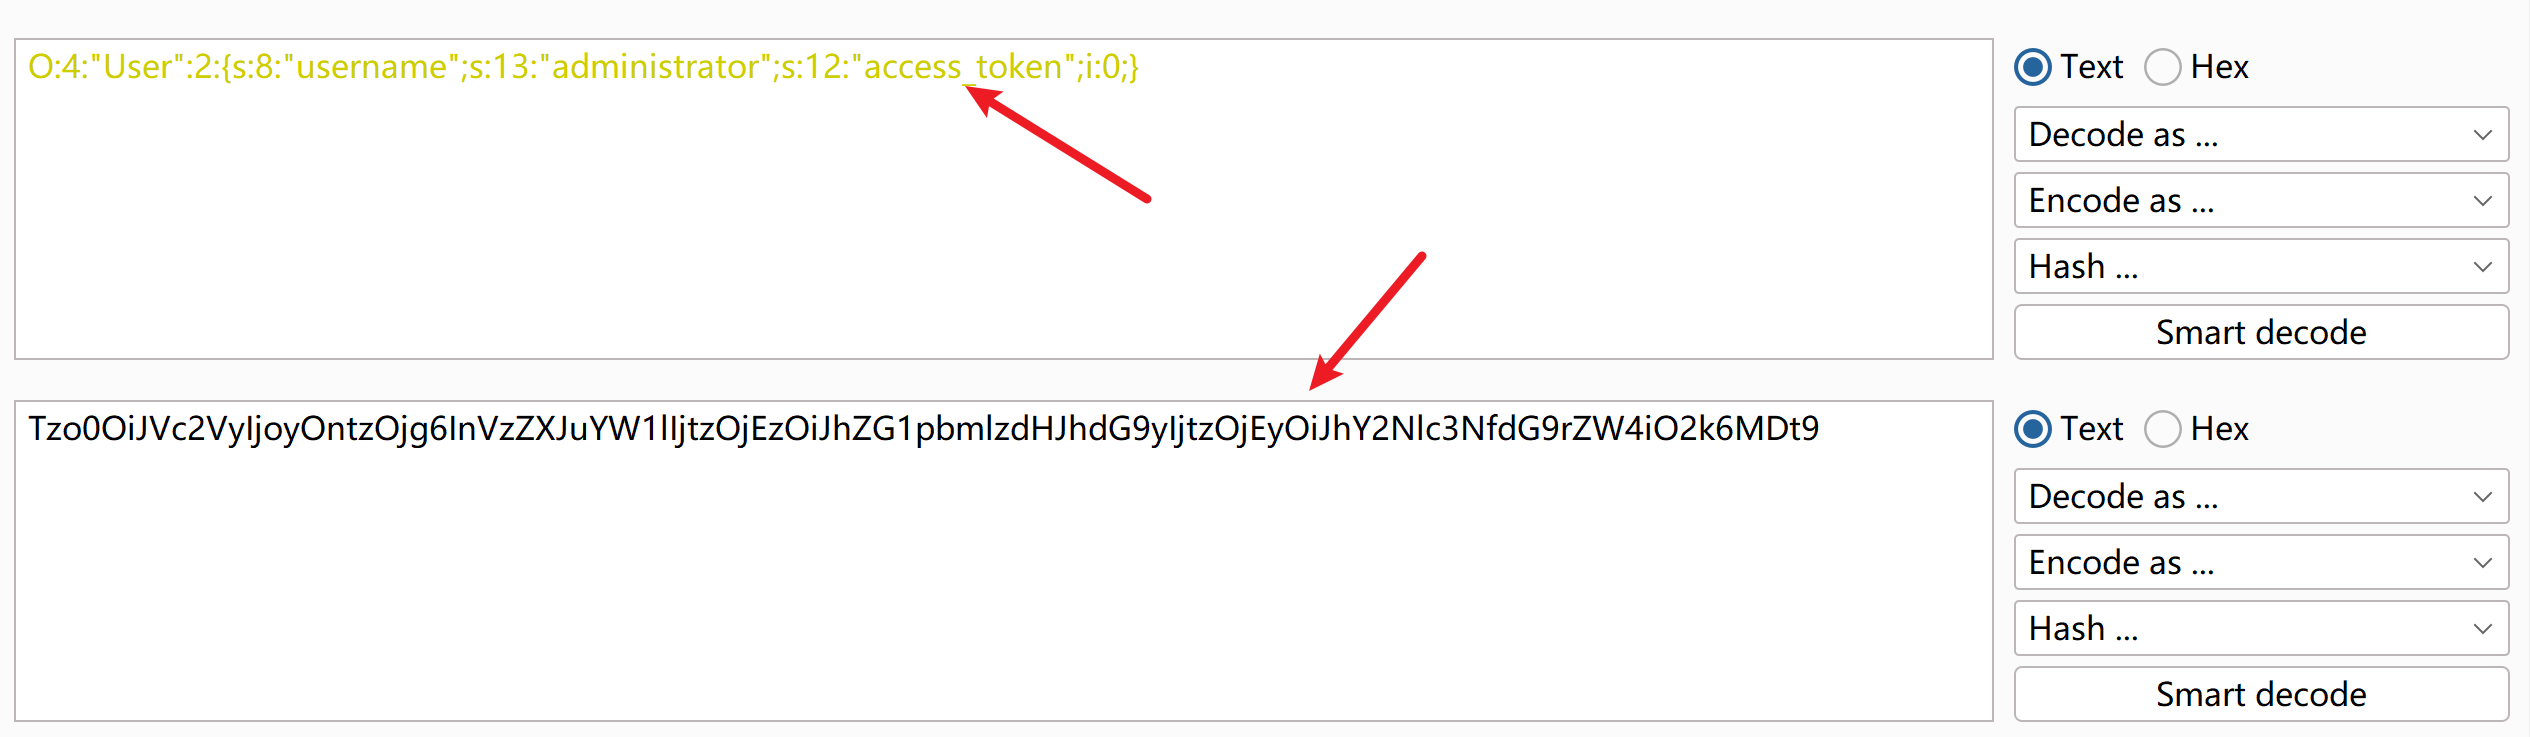 O:4:"User":2:{s:8:"username";s:13:"administrator";s:12:"access_token";i:0;}
Text Hex
Decode as ...
Encode as ...
Hash ...
Smart decode
Tzo0OiJVc2VyIjoyOntzOjg6InVzZXJuYW1lIjtzOjEzOiJhZG1pbmlzdHJhdG9yIjtzOjEyOiJhY2Nlc3NfdG9rZW4iO2k6MDt9
Text Hex
Decode as ...
Encode as ...
Hash ...
Smart decode